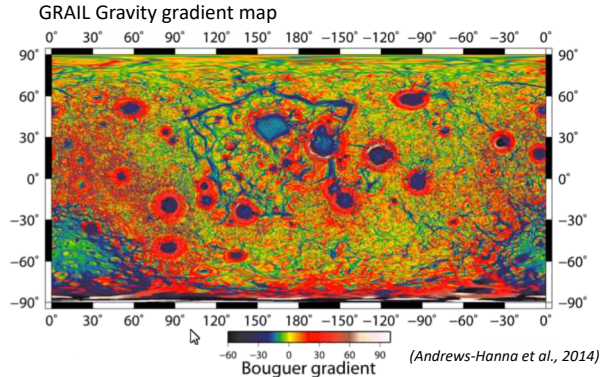 GRAIL Gravity gradient map
0° 30° 60° 90° 120° 150° 180° −150° −120° −90° −60° −30° 0°
90° 90°
60° 60°
30° 30°
0° 0°
−30° −30°
−60° −60°
−90° −90°
0° 30° 60° 90° 120° 150° 180° −150° −120° −90° −60° −30° 0°
−60 −30 0 30 60 90
Bouguer gradient
(Andrews-Hanna et al., 2014)